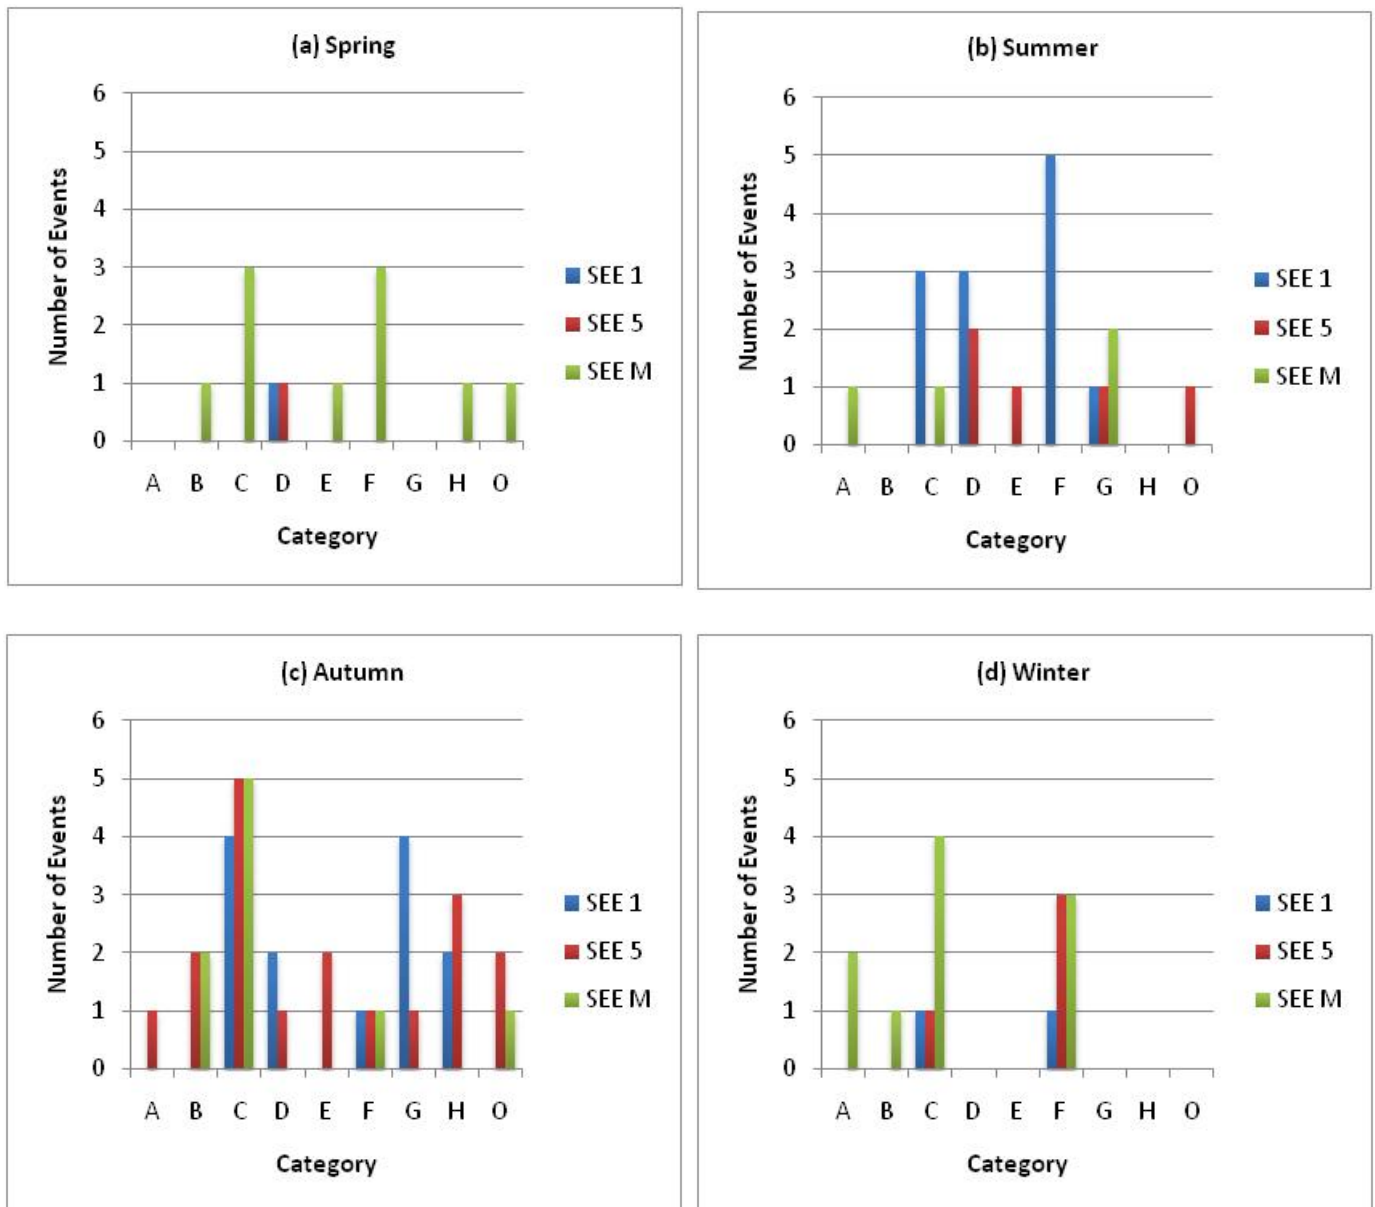 (a) Spring
6
5
4
3
2
1
0
Number of Events
A B C D E F G H O
Category
SEE 1
SEE 5
SEE M
(b) Summer
6
5
4
3
2
1
0
Number of Events
A B C D E F G H O
Category
SEE 1
SEE 5
SEE M
(c) Autumn
6
5
4
3
2
1
0
Number of Events
A B C D E F G H O
Category
SEE 1
SEE 5
SEE M
(d) Winter
6
5
4
3
2
1
0
Number of Events
A B C D E F G H O
Category
SEE 1
SEE 5
SEE M